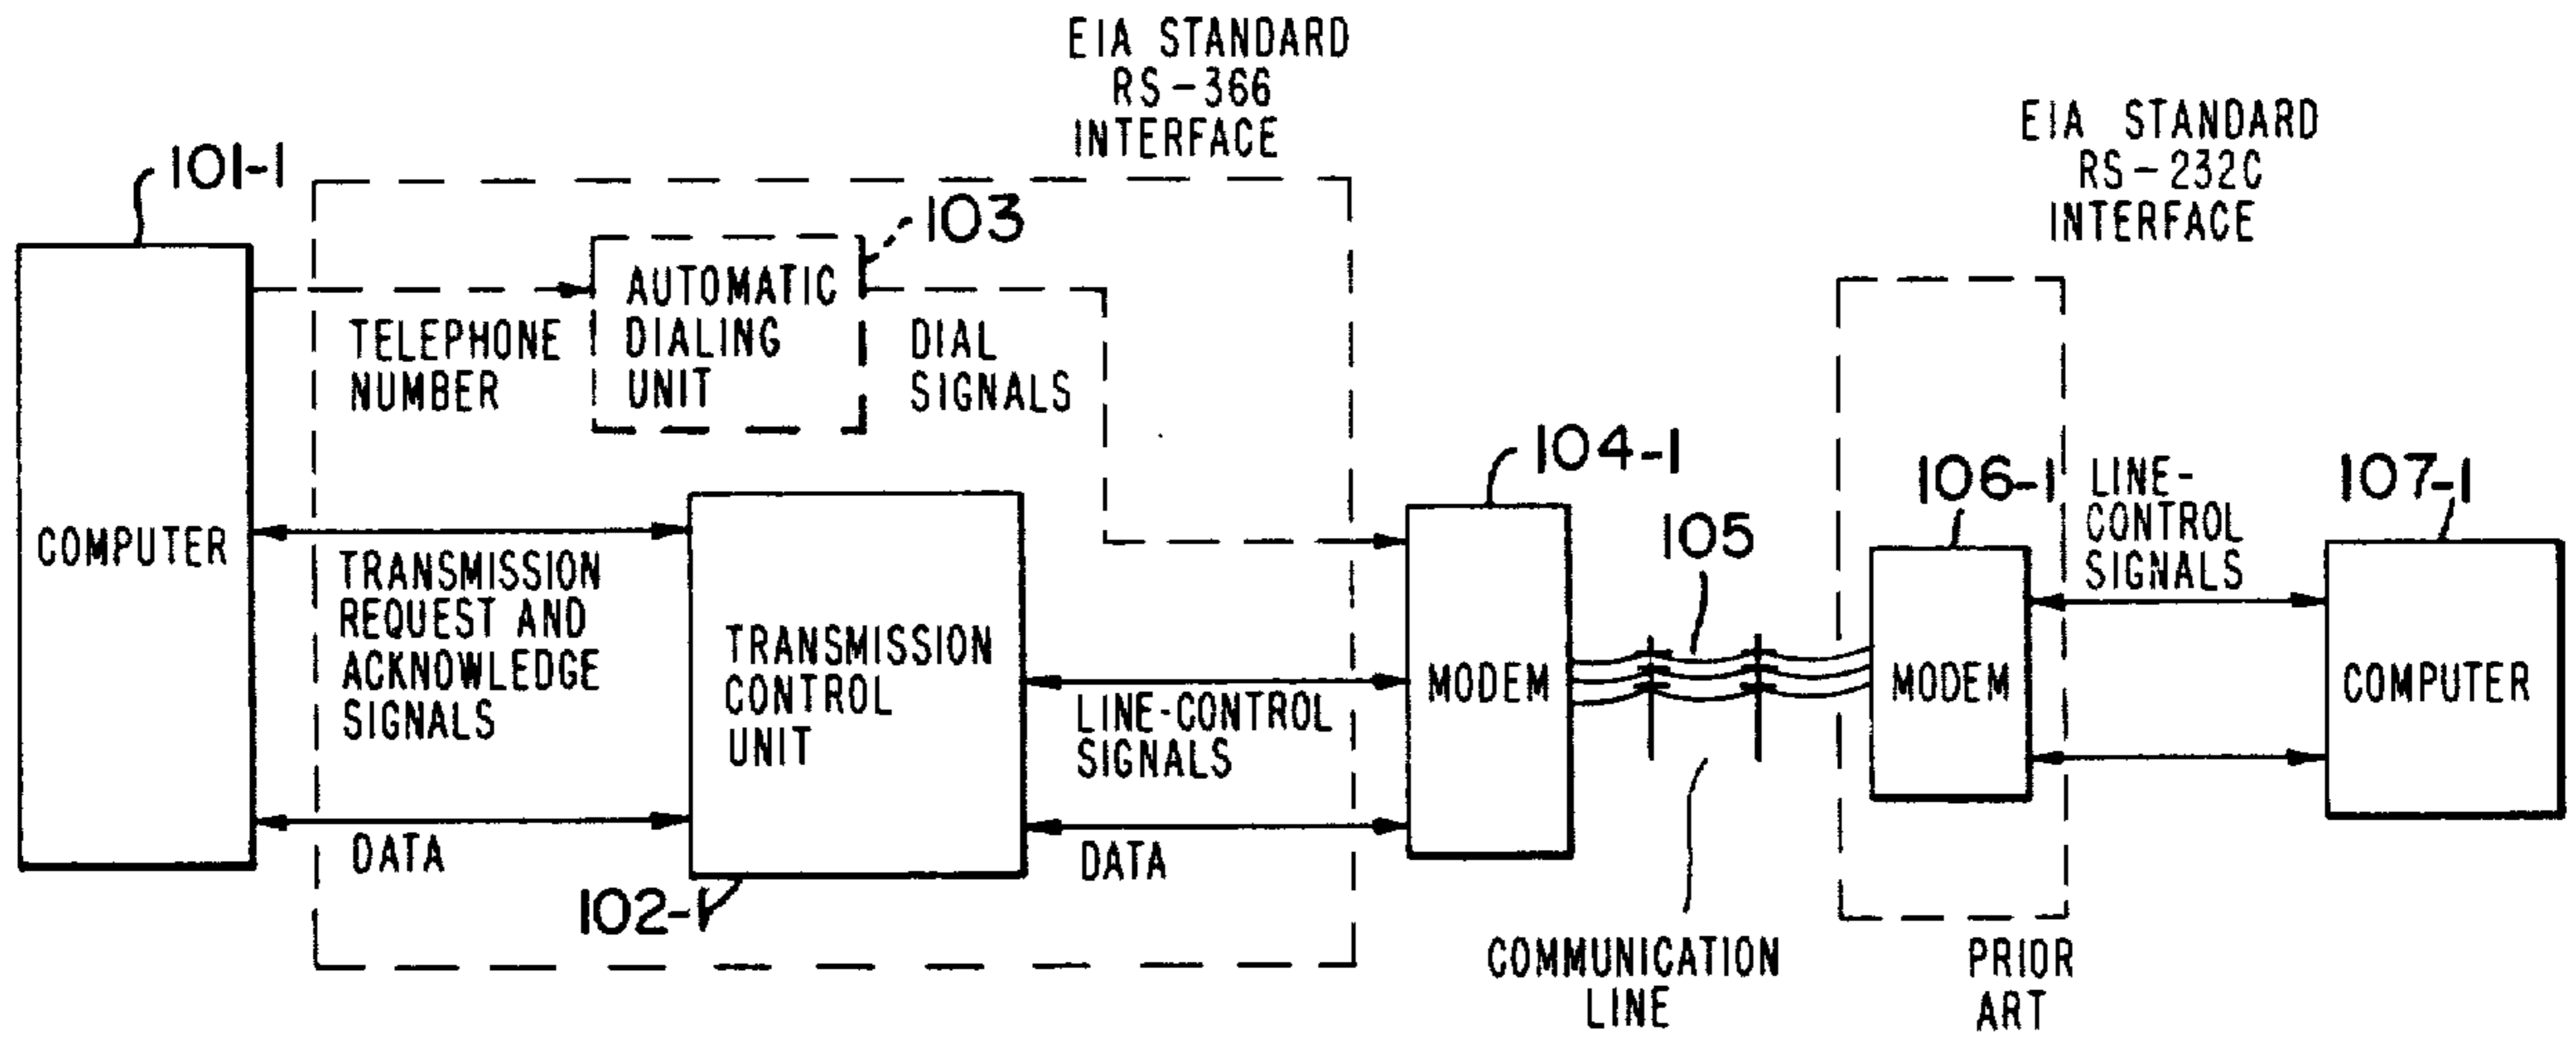 EIA STANDARD
RS-366
INTERFACE
EIA STANDARD
RS-232C
INTERFACE
101-1
103
AUTOMATIC
DIALING
UNIT
TELEPHONE
NUMBER
DIAL
SIGNALS
104-1
106-1
LINE-
CONTROL
SIGNALS
107-1
105
COMPUTER
TRANSMISSION
REQUEST AND
ACKNOWLEDGE
SIGNALS
TRANSMISSION
CONTROL
UNIT
LINE-CONTROL
SIGNALS
MODEM
MODEM
COMPUTER
DATA
DATA
102-1
COMMUNICATION
LINE
PRIOR
ART